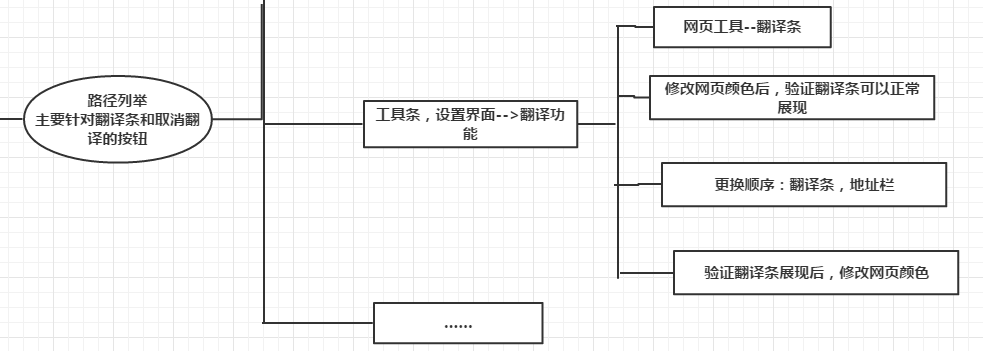 路径列举
主要针对翻译条和取消翻
译的按钮
工具条，设置界面-->翻译功
能
网页工具--翻译条
修改网页颜色后，验证翻译条可以正常
展现
更换顺序：翻译条，地址栏
验证翻译条展现后，修改网页颜色
......